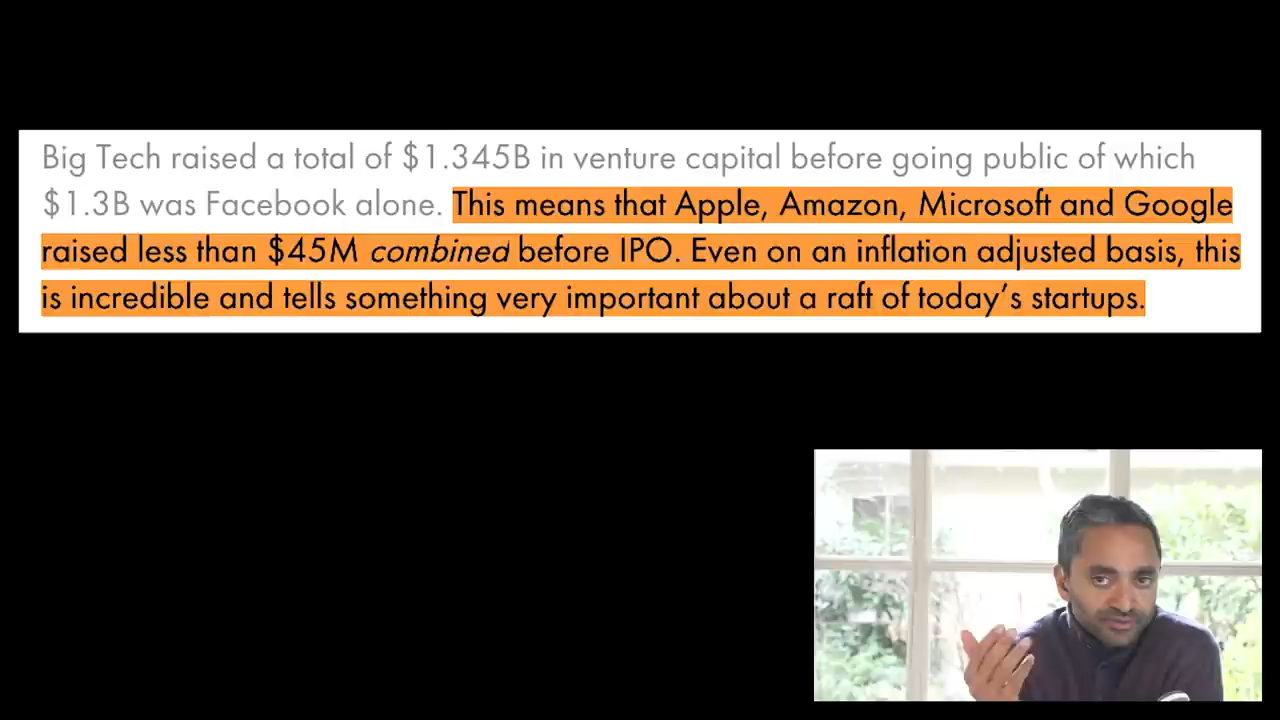 Big Tech raised a total of $1.345B in venture capital before going public of which
$1.3B was Facebook alone. This means that Apple, Amazon, Microsoft and Google
raised less than $45M combined before IPO. Even on an inflation adjusted basis, this
is incredible and tells something very important about a raft of today’s startups.